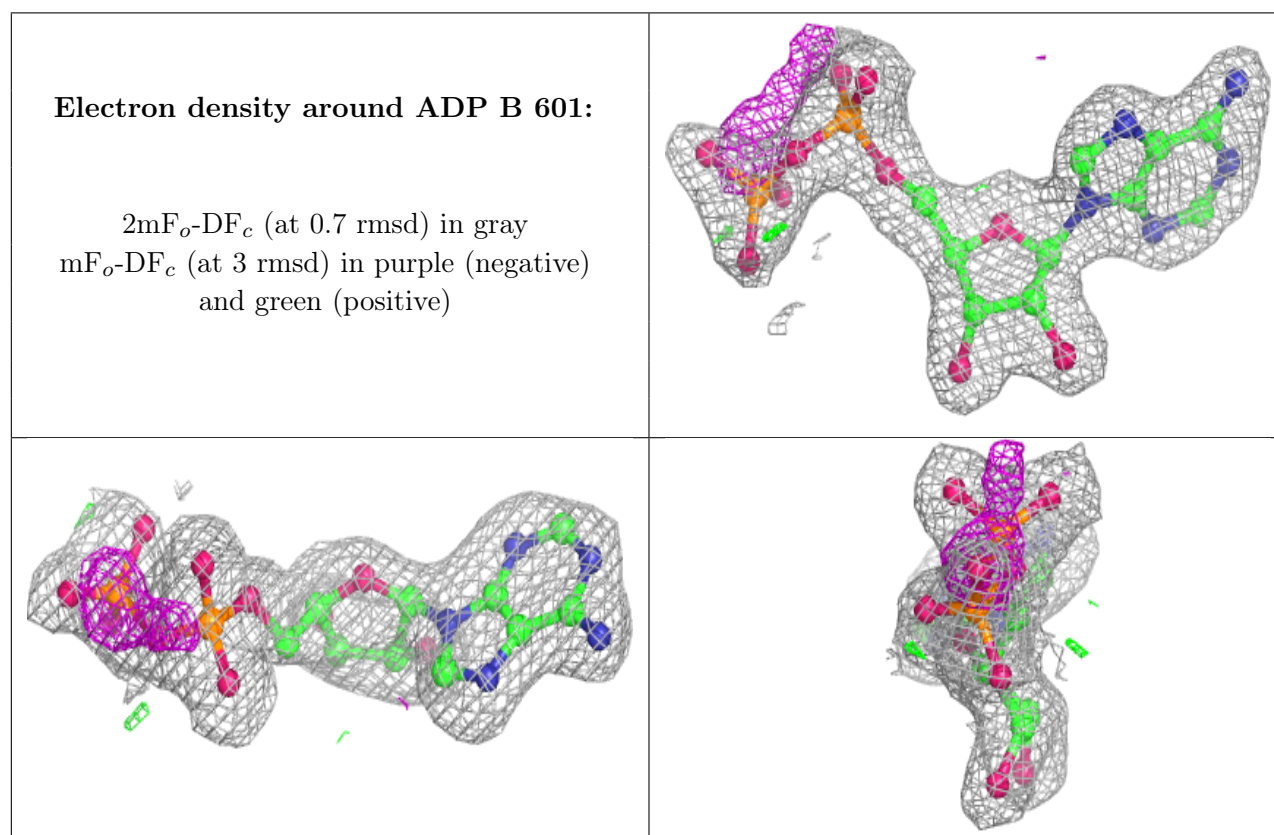 Electron density around ADP B 601:
2mFo-DFc (at 0.7 rmsd) in gray
mFo-DFc (at 3 rmsd) in purple (negative)
and green (positive)